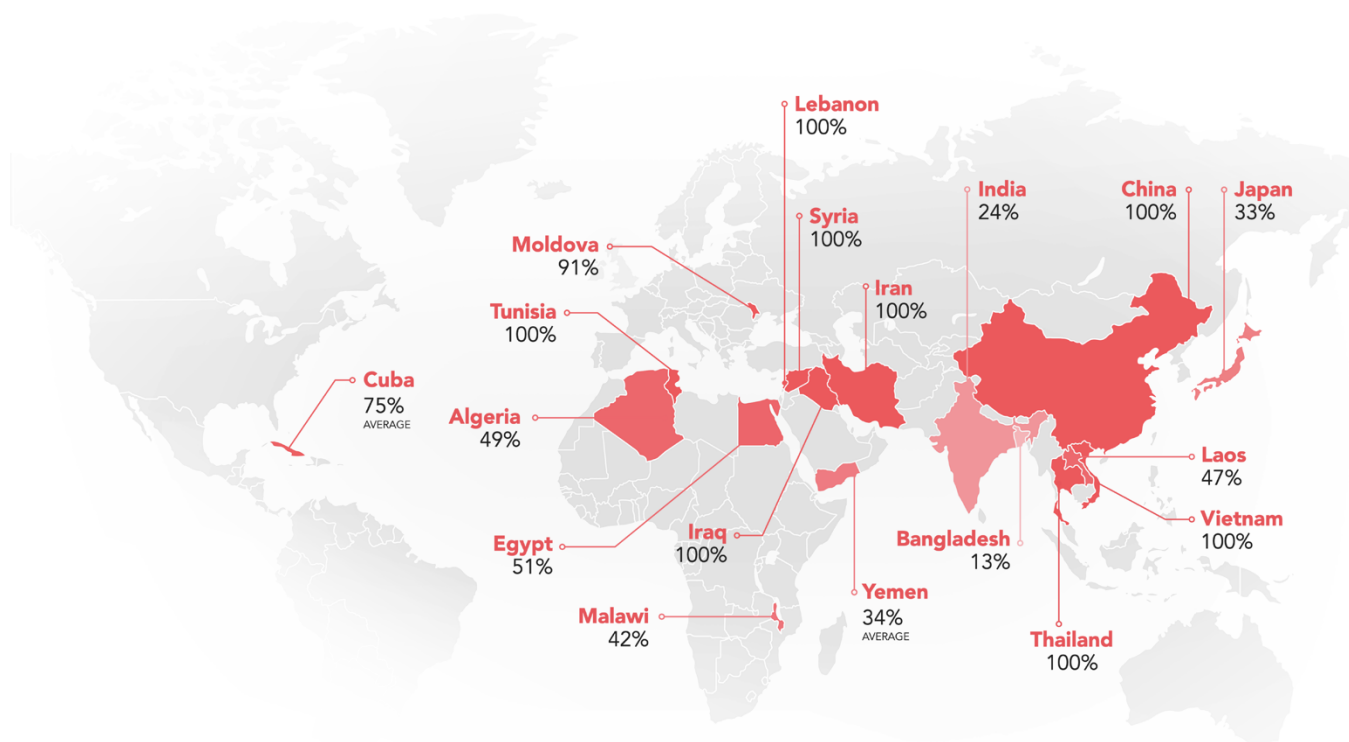 Lebanon
100%
India
24%
China
100%
Japan
33%
Syria
100%
Moldova
91%
Iran
100%
Tunisia
100%
Cuba
75%
AVERAGE
Algeria
49%
Laos
47%
Vietnam
100%
Iraq
100%
Bangladesh
13%
Egypt
51%
Yemen
34%
AVERAGE
Malawi
42%
Thailand
100%